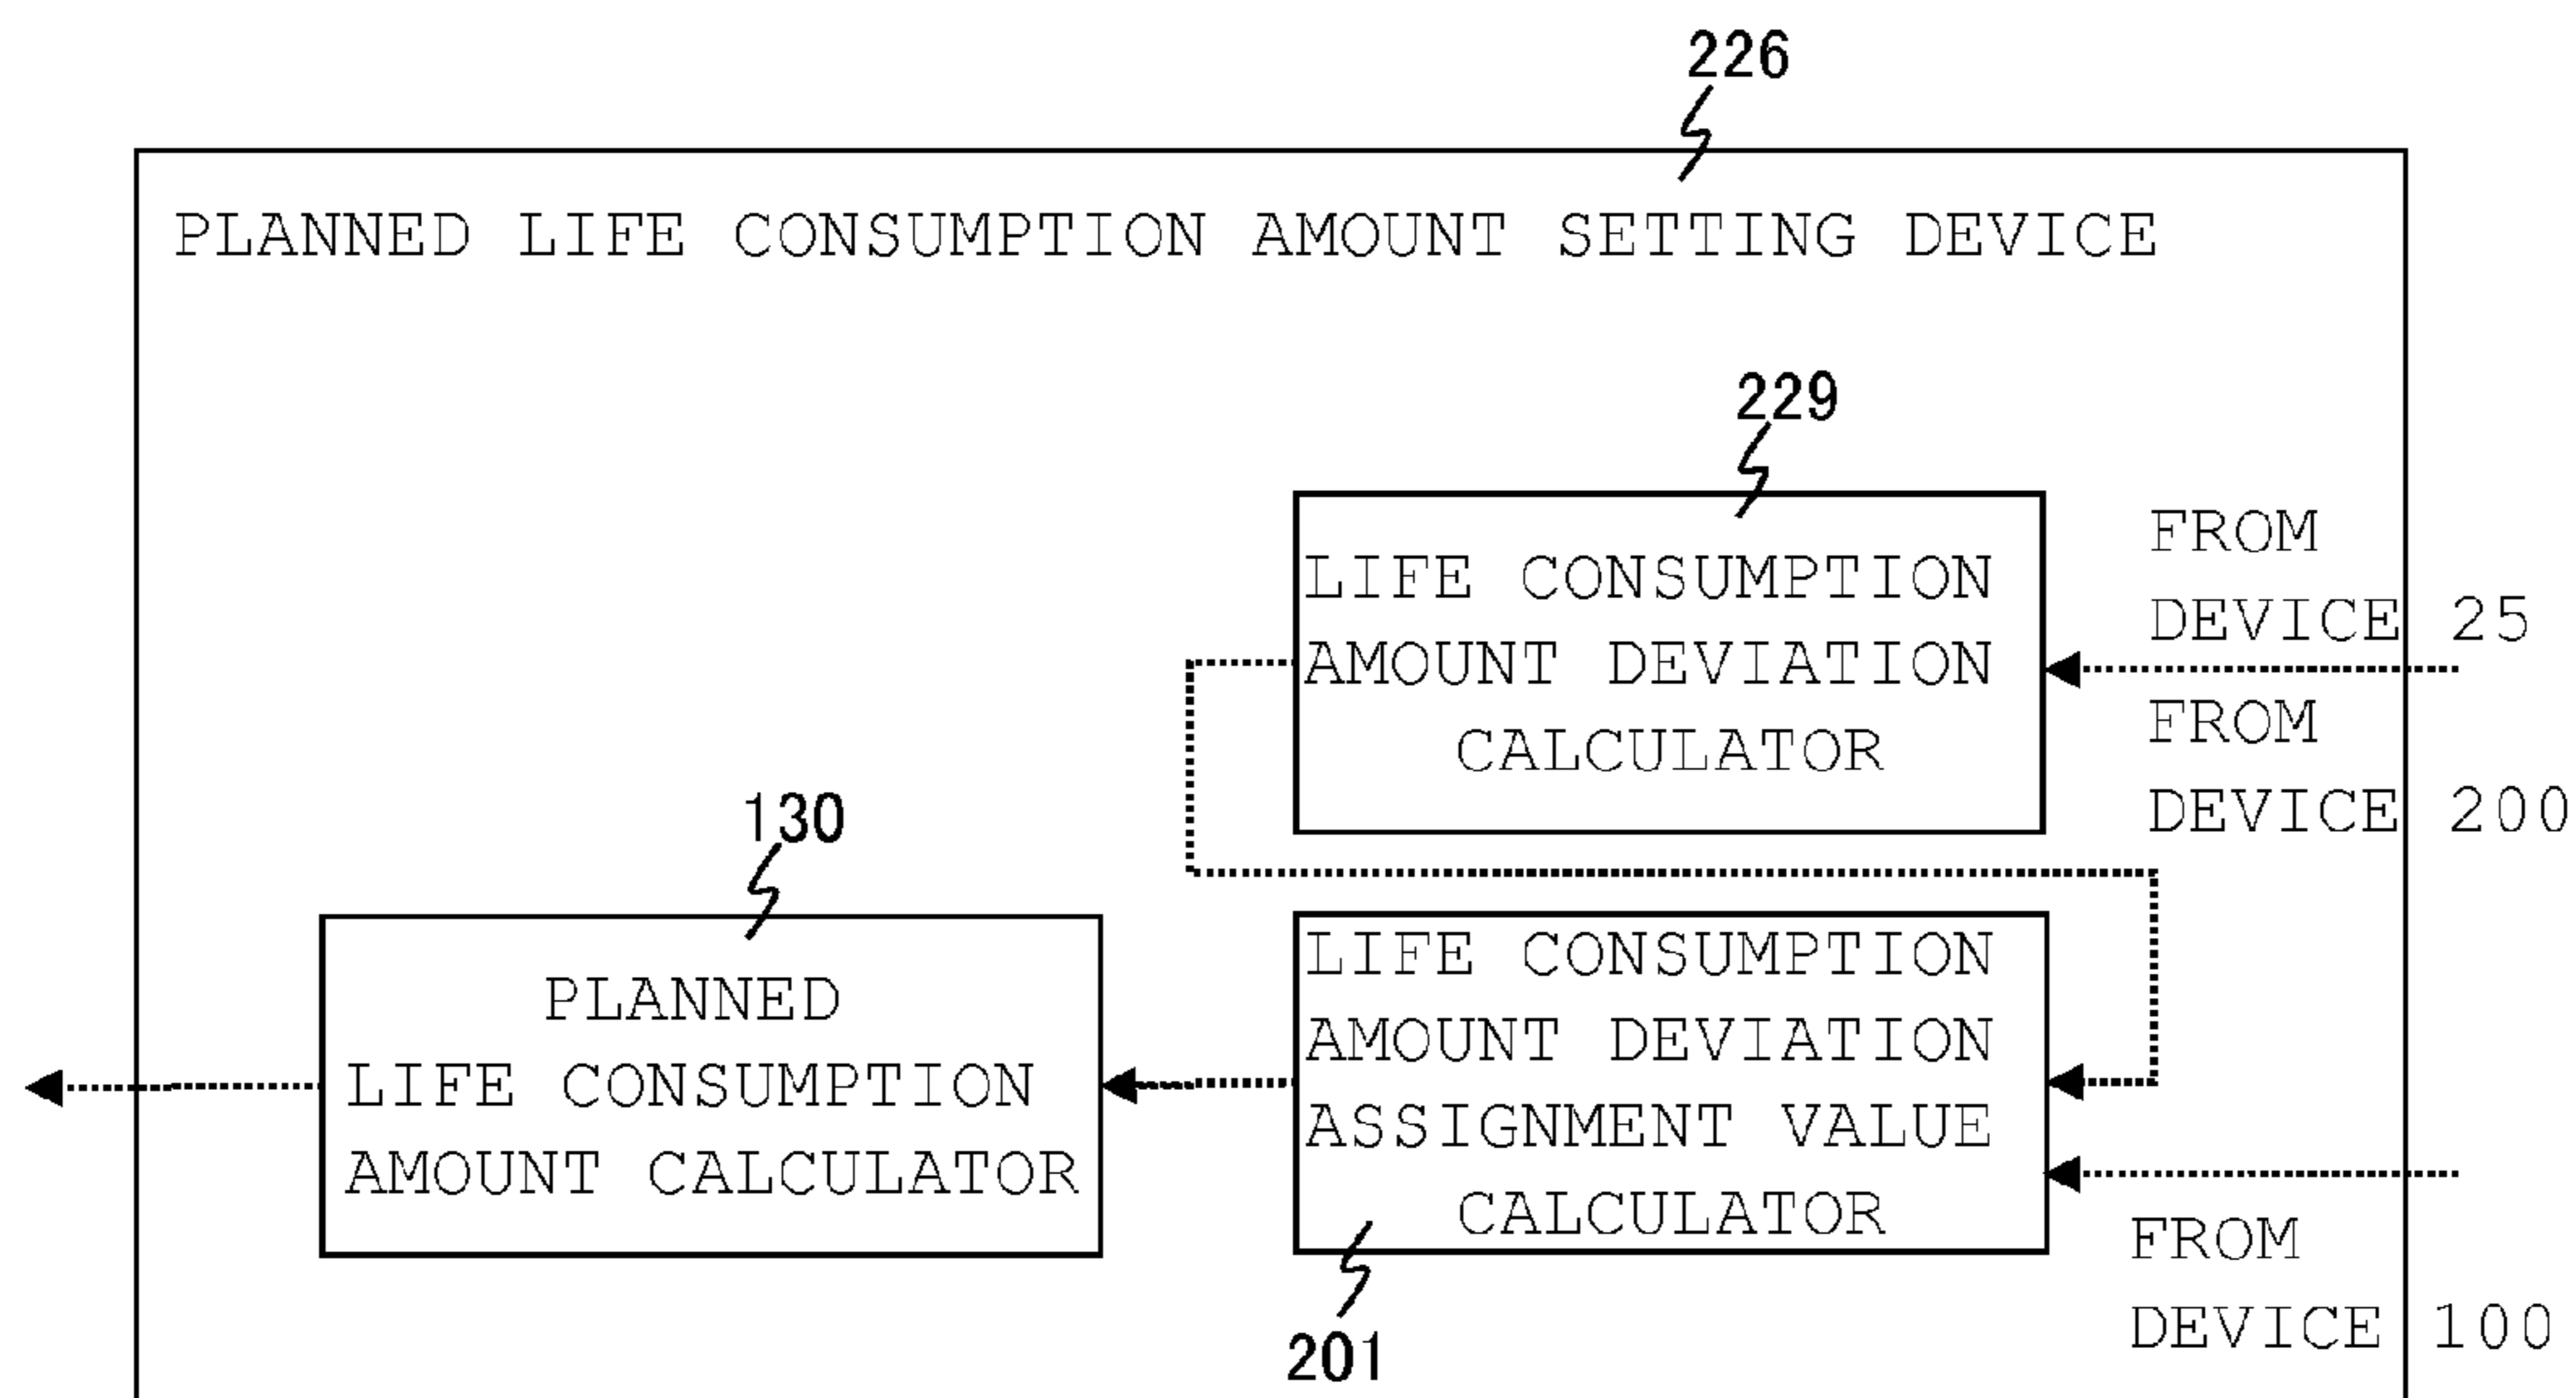 226
PLANNED LIFE CONSUMPTION AMOUNT SETTING DEVICE
229
LIFE CONSUMPTION
AMOUNT DEVIATION
CALCULATOR
FROM
DEVICE 25
FROM
DEVICE 200
130
PLANNED
LIFE CONSUMPTION
AMOUNT CALCULATOR
LIFE CONSUMPTION
AMOUNT DEVIATION
ASSIGNMENT VALUE
CALCULATOR
201
FROM
DEVICE 100